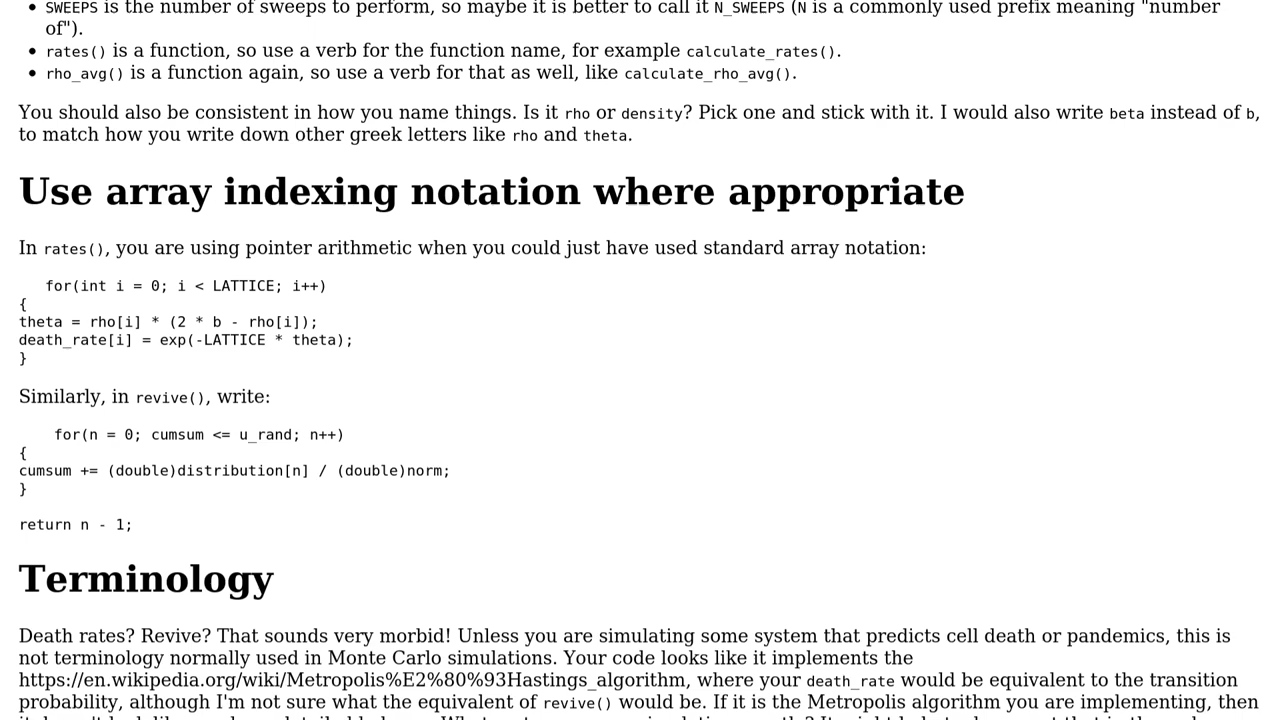 • SWEEPS is the number of sweeps to perform, so maybe it is better to call it N_SWEEPS (N is a commonly used prefix meaning "number
of").
• rates() is a function, so use a verb for the function name, for example calculate_rates().
• rho_avg() is a function again, so use a verb for that as well, like calculate_rho_avg().
You should also be consistent in how you name things. Is it rho or density? Pick one and stick with it. I would also write beta instead of b,
to match how you write down other greek letters like rho and theta.
Use array indexing notation where appropriate
In rates(), you are using pointer arithmetic when you could just have used standard array notation:
for(int i = 0; i < LATTICE; i++)
{
theta = rho[i] * (2 * b - rho[i]);
death_rate[i] = exp(-LATTICE * theta);
}
Similarly, in revive(), write:
for(n = 0; cumsum <= u_rand; n++)
{
cumsum += (double)distribution[n] / (double)norm;
}
return n - 1;
Terminology
Death rates? Revive? That sounds very morbid! Unless you are simulating some system that predicts cell death or pandemics, this is
not terminology normally used in Monte Carlo simulations. Your code looks like it implements the
https://en.wikipedia.org/wiki/Metropolis%E2%80%93Hastings_algorithm, where your death_rate would be equivalent to the transition
probability, although I'm not sure what the equivalent of revive() would be. If it is the Metropolis algorithm you are implementing, then